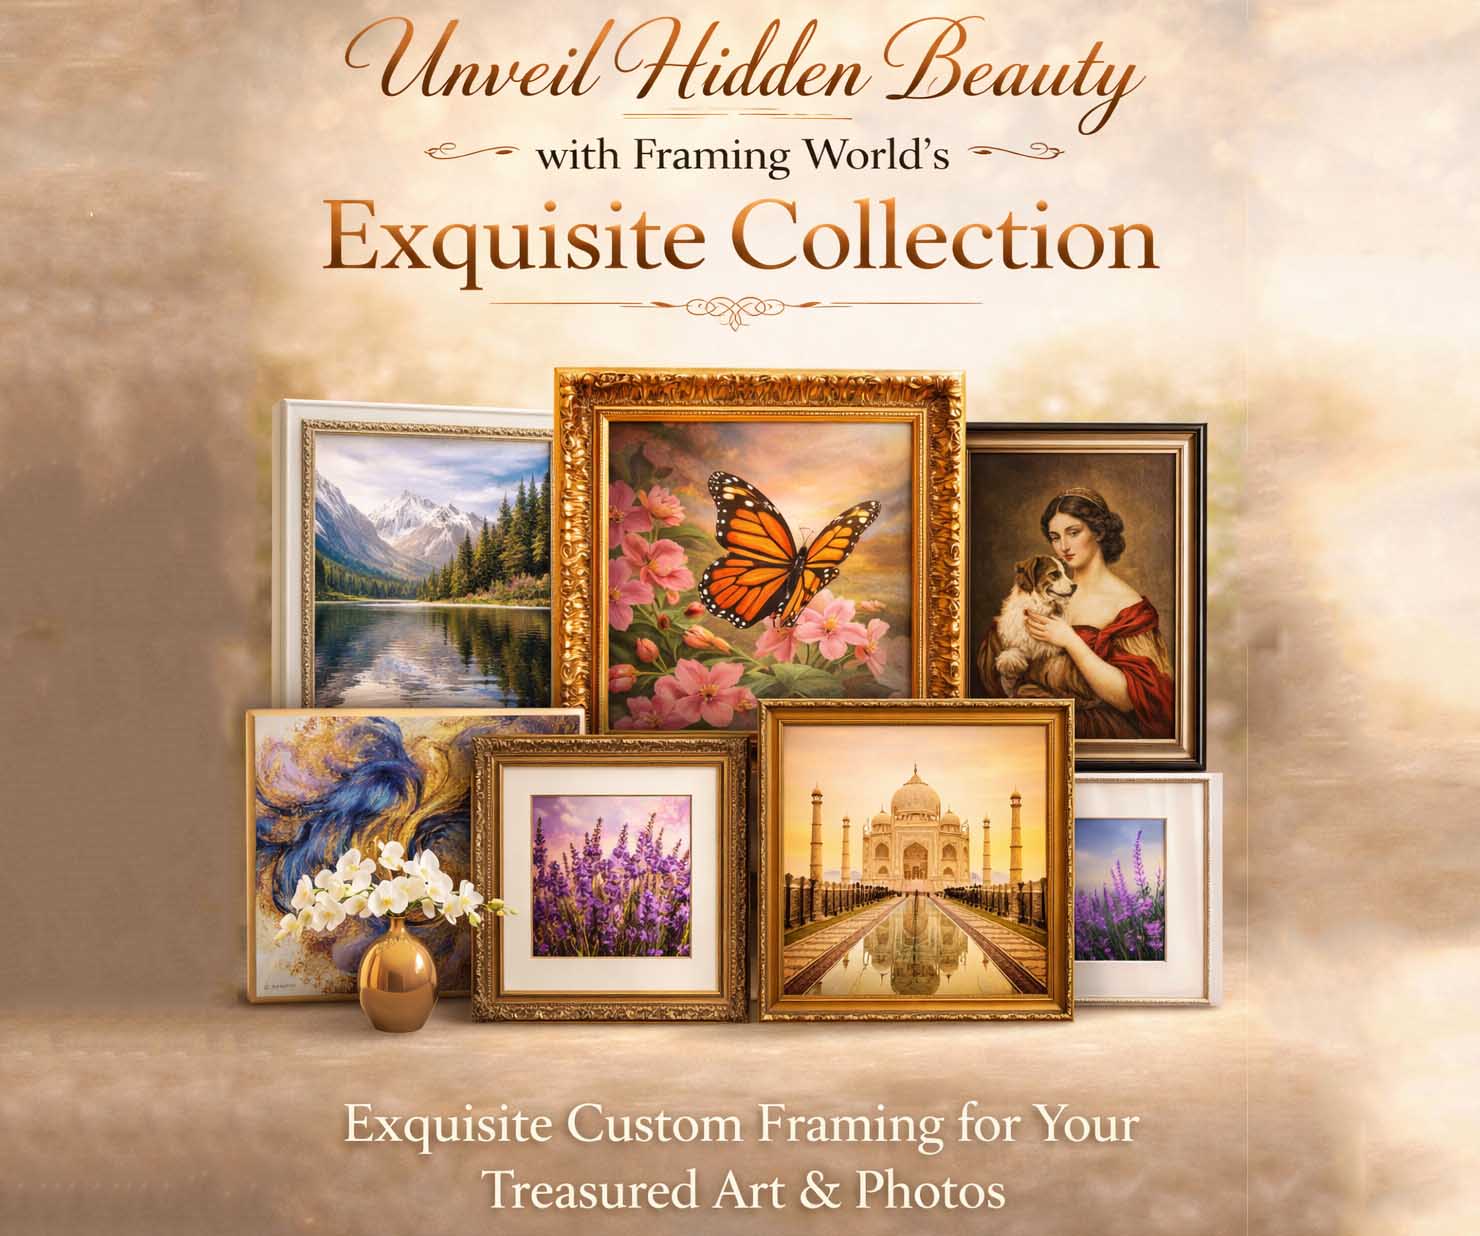 Unveil Hidden Beauty
with Framing World's
Exquisite Collection
Exquisite Custom Framing for Your
Treasured Art & Photos